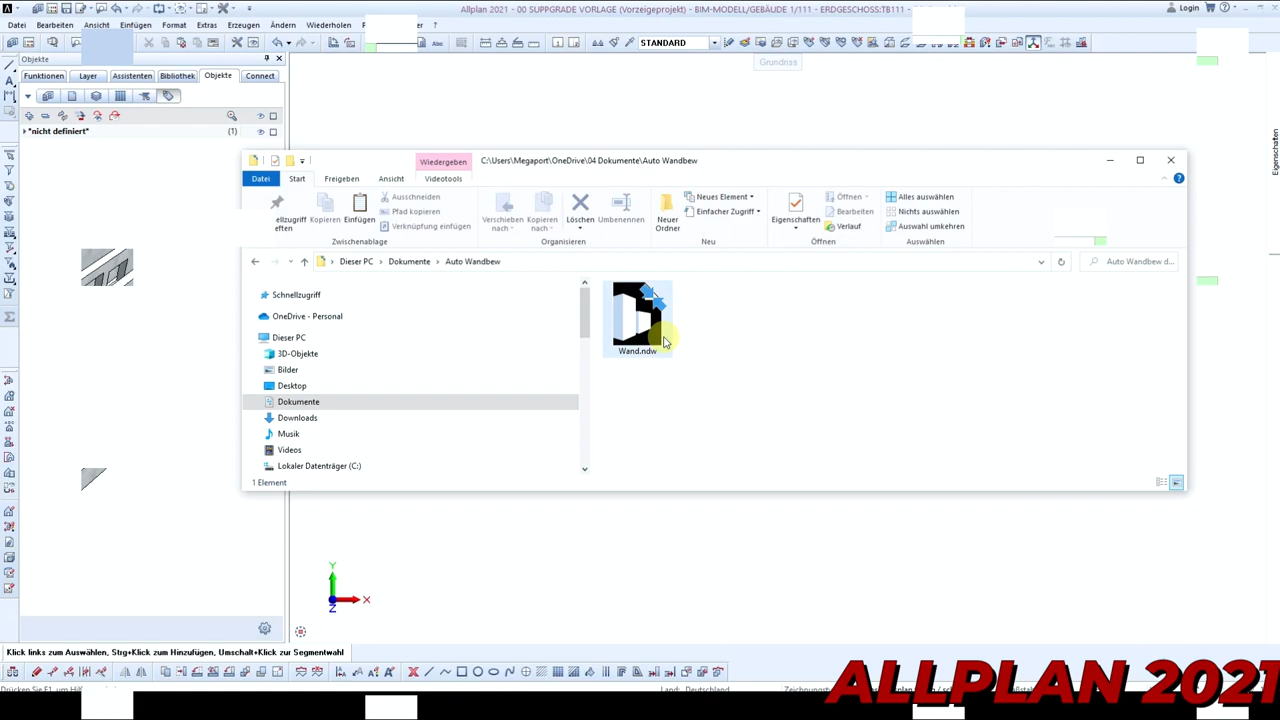 Allplan 2021 - 00 SUPPGRADE VORLAGE (Vorzeigeprojekt) - BIM-MODELL/GEBÄUDE 1/111 - ERDGESCHOSS:TB111
Login
Datei Bearbeiten Ansicht Einfügen Format Extras Erzeugen Ändern Wiederholen
STANDARD
Objekte
Grundriss
Funktionen Layer Assistenten Bibliothek Objekte Connect
*nicht definiert* (1)
Eigenschaften
Wiedergeben C:\Users\Megaport\OneDrive\04 Dokumente\Auto Wandbew
Datei Start Freigeben Ansicht Videotools
llzugriff
eften
Kopieren
Einfügen
Ausschneiden
Pfad kopieren
Verknüpfung einfügen
Zwischenablage
Verschieben
nach
Kopieren
nach
Löschen
Umbenennen
Organisieren
Neuer
Ordner
Neues Element
Einfacher Zugriff
Neu
Eigenschaften
Öffnen
Bearbeiten
Verlauf
Öffnen
Alles auswählen
Nichts auswählen
Auswahl umkehren
Auswählen
Dieser PC Dokumente Auto Wandbew
Auto Wandbew d...
Schnellzugriff
OneDrive - Personal
Dieser PC
3D-Objekte
Bilder
Desktop
Dokumente
Downloads
Musik
Videos
Lokaler Datenträger (C:)
Wand.ndw
1 Element
Y
X
Z
Klick links zum Auswählen, Strg+Klick zum Hinzufügen, Umschalt+Klick zur Segmentwahl
Land: Deutschland
ALLPLAN 2021